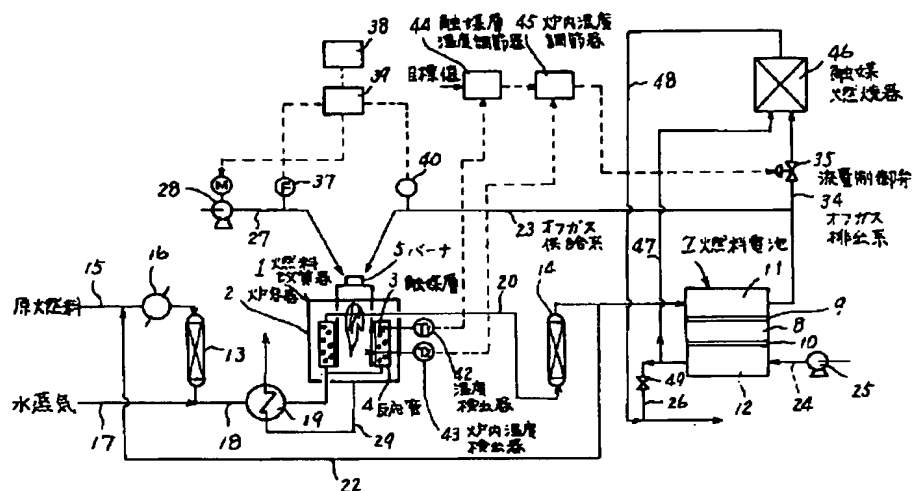 38
39
44 触媒層
温度調節器
目標値
45 炉内温度
調節器
48
46
触媒
燃焼器
M
28
27
F
37
40
35
流量制御弁
34
オフガス
排出系
23 オフガス
供給系
47
7 燃料電池
5 バーナ
1 燃料
改質器
2 炉容器
3 触媒層
20
14
15
16
原燃料
13
11
9
8
10
12
T1
T2
42
温度
検出器
4 反応管
43 炉内温度
検出器
49
26
24
25
水蒸気
17
18
19
29
22